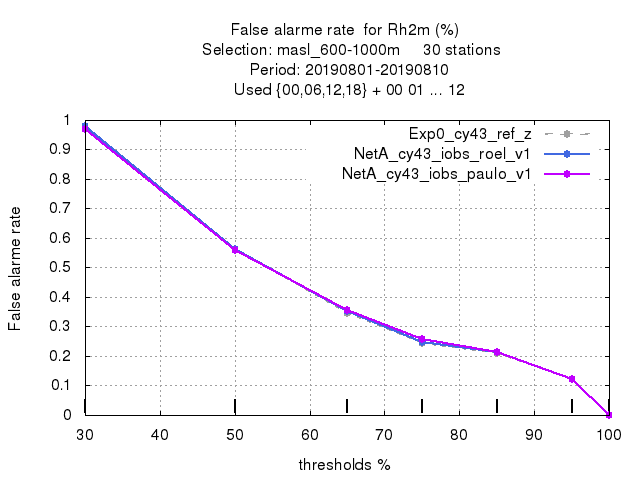 False alarme rate  for Rh2m (%)
Selection: masl_600-1000m     30 stations
Period: 20190801-20190810
Used {00,06,12,18} + 00 01 ... 12
Exp0_cy43_ref_z
NetA_cy43_iobs_roel_v1
NetA_cy43_iobs_paulo_v1
False alarme rate
1
0.9
0.8
0.7
0.6
0.5
0.4
0.3
0.2
0.1
0
30 40 50 60 70 80 90 100
thresholds %